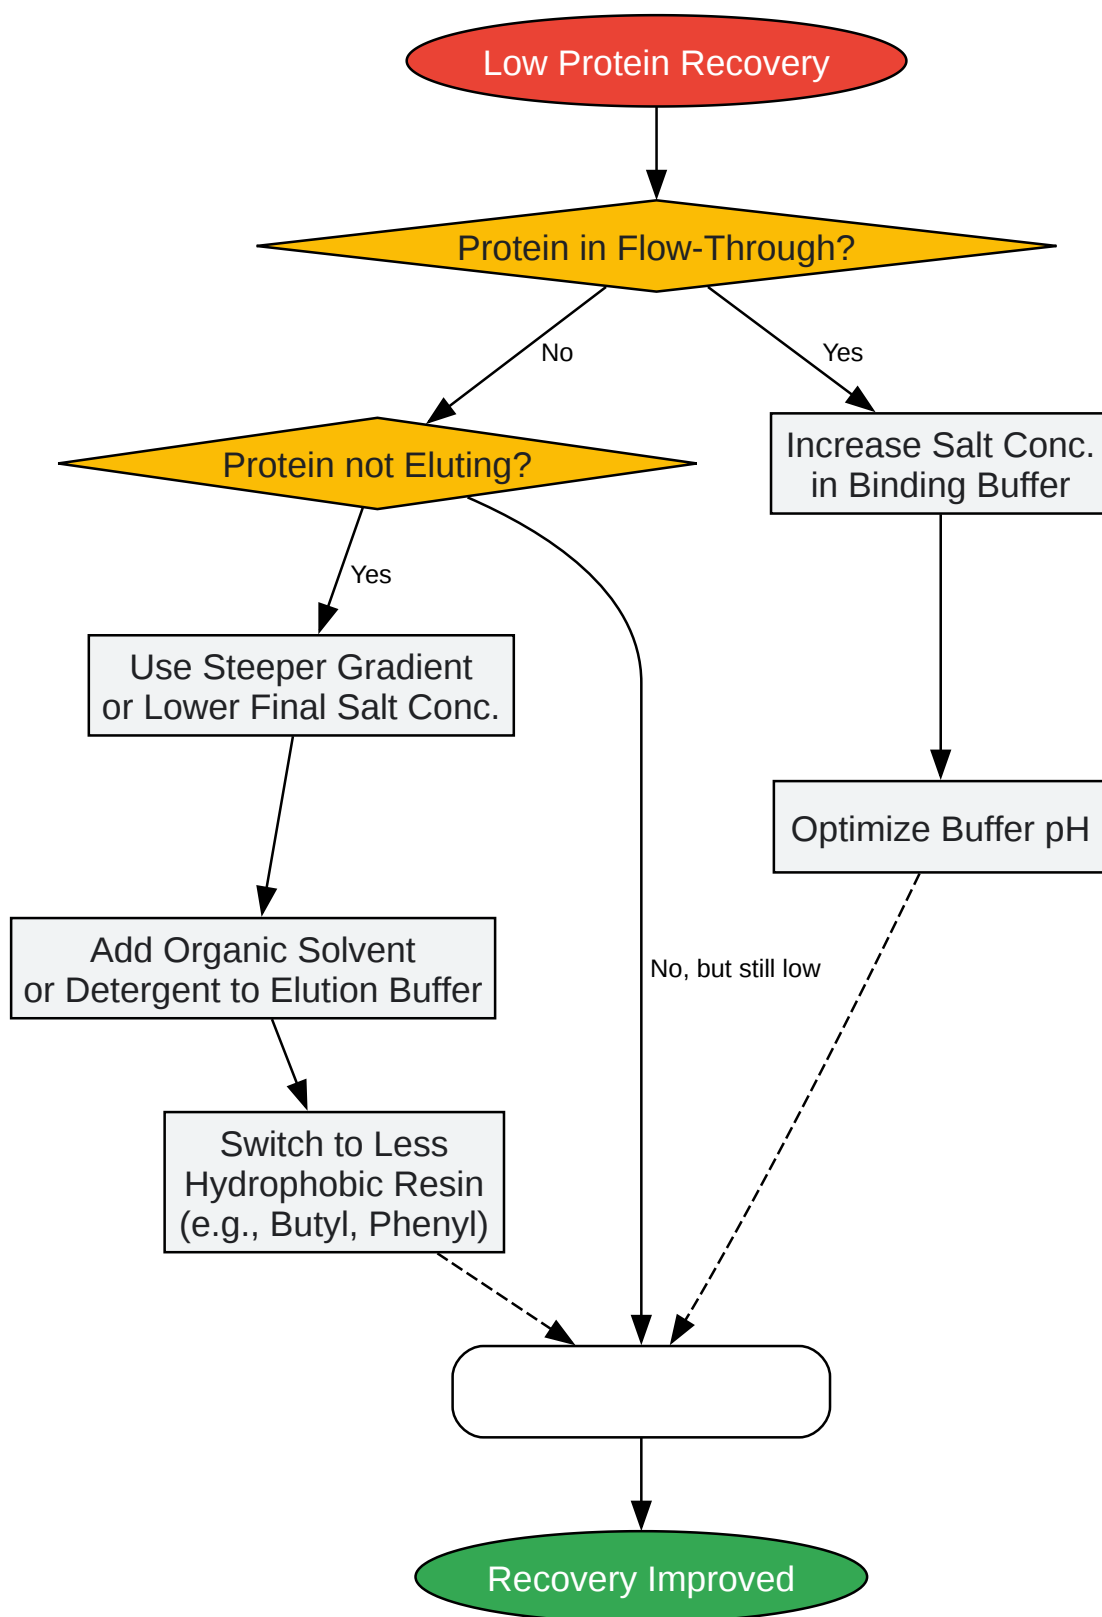 Low Protein Recovery
Protein in Flow-Through?
No
Yes
Protein not Eluting?
Increase Salt Conc.
in Binding Buffer
Yes
Use Steeper Gradient
or Lower Final Salt Conc.
Optimize Buffer pH
Add Organic Solvent
or Detergent to Elution Buffer
No, but still low
Switch to Less
Hydrophobic Resin
(e.g., Butyl, Phenyl)
Recovery Improved